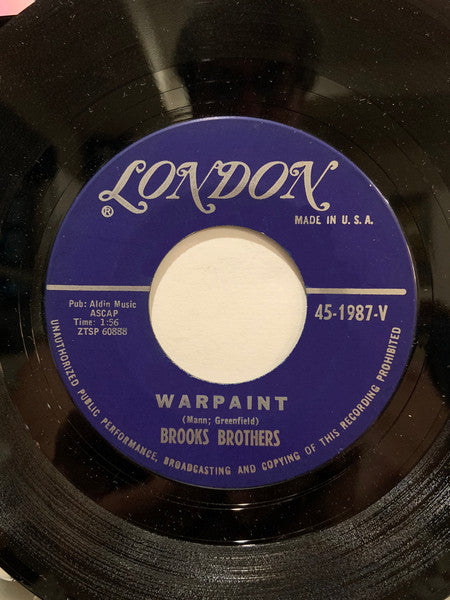 LONDON
®
MADE IN U.S.A.
Pub: Aldin Music
ASCAP
Time: 1:56
ZTSP 60888
45-1987-V
WARPAINT
(Mann; Greenfield)
BROOKS BROTHERS
UNAUTHORIZED PUBLIC PERFORMANCE, BROADCASTING AND COPYING OF THIS RECORDING PROHIBITED